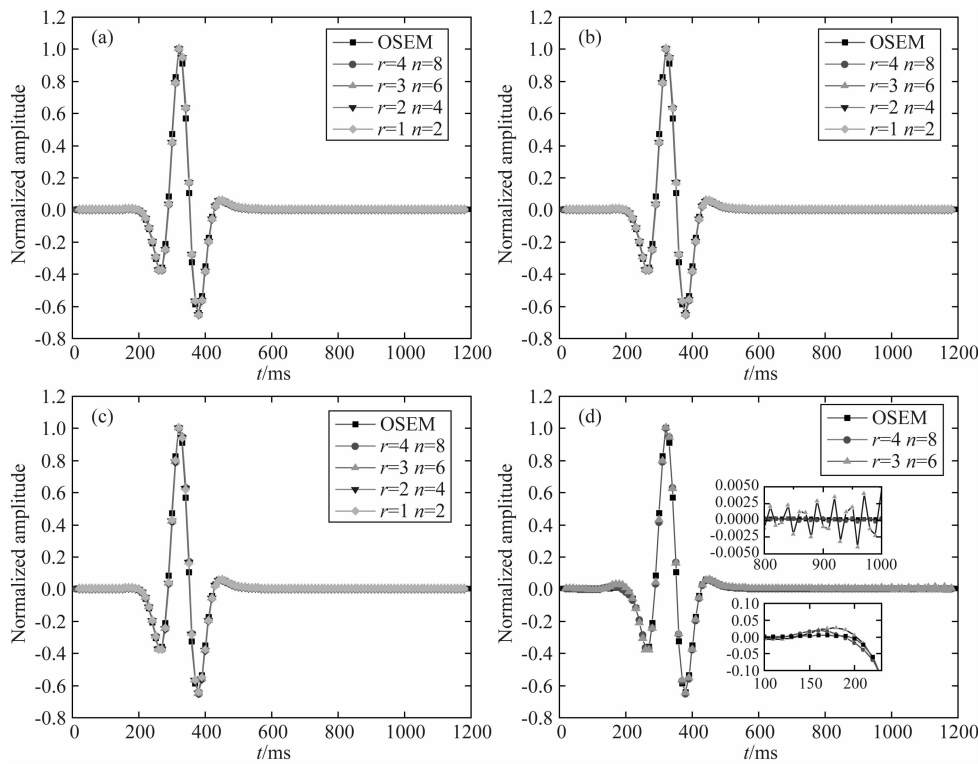 (a)
Normalized amplitude
1.2
1.0
0.8
0.6
0.4
0.2
0.0
-0.2
-0.4
-0.6
-0.8
OSEM
r=4 n=8
r=3 n=6
r=2 n=4
r=1 n=2
0 200 400 600 800 1000 1200
t/ms
(b)
Normalized amplitude
1.2
1.0
0.8
0.6
0.4
0.2
0.0
-0.2
-0.4
-0.6
-0.8
OSEM
r=4 n=8
r=3 n=6
r=2 n=4
r=1 n=2
0 200 400 600 800 1000 1200
t/ms
(c)
Normalized amplitude
1.2
1.0
0.8
0.6
0.4
0.2
0.0
-0.2
-0.4
-0.6
-0.8
OSEM
r=4 n=8
r=3 n=6
r=2 n=4
r=1 n=2
0 200 400 600 800 1000 1200
t/ms
(d)
Normalized amplitude
1.2
1.0
0.8
0.6
0.4
0.2
0.0
-0.2
-0.4
-0.6
-0.8
OSEM
r=4 n=8
r=3 n=6
0.0050
0.0025
0.0000
-0.0025
-0.0050
800 900 1000
0.10
0.05
0.00
-0.05
-0.10
100 150 200
0 200 400 600 800 1000 1200
t/ms